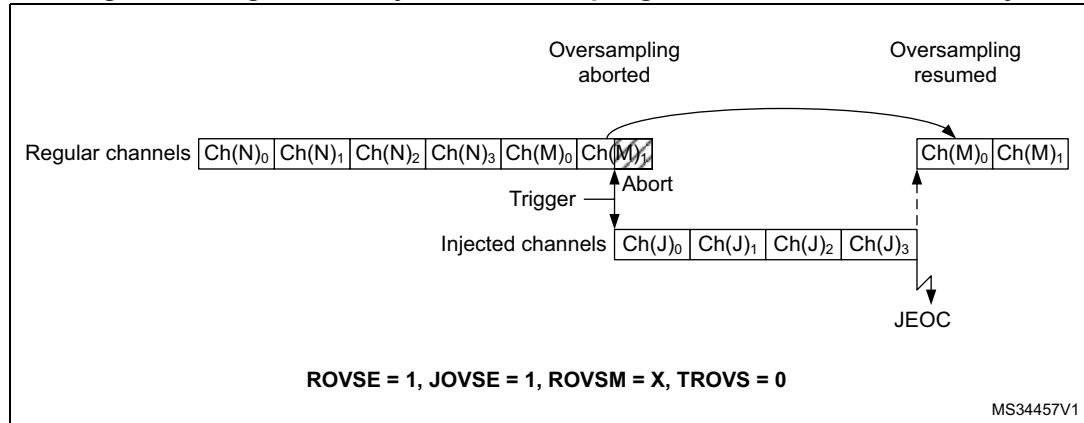 Oversampling
aborted
Oversampling
resumed
Regular channels Ch(N)₀ Ch(N)₁ Ch(N)₂ Ch(N)₃ Ch(M)₀ Ch(M)₁ Ch(M)₀ Ch(M)₁
Abort
Trigger
Injected channels Ch(J)₀ Ch(J)₁ Ch(J)₂ Ch(J)₃
JEOC
ROVSE = 1, JOVSE = 1, ROVSM = X, TROVS = 0
MS34457V1